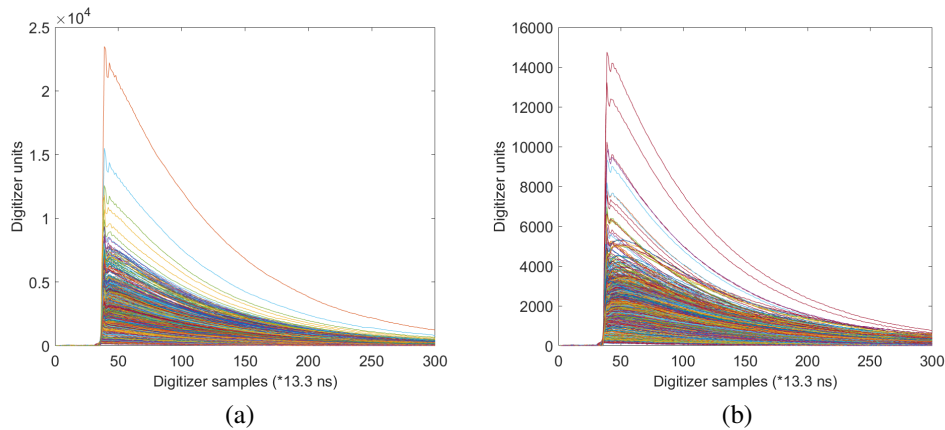 ×10⁴
2.5
2
1.5
1
0.5
0
Digitizer units
0 50 100 150 200 250 300
Digitizer samples (*13.3 ns)
(a)
16000
14000
12000
10000
8000
6000
4000
2000
0
Digitizer units
0 50 100 150 200 250 300
Digitizer samples (*13.3 ns)
(b)